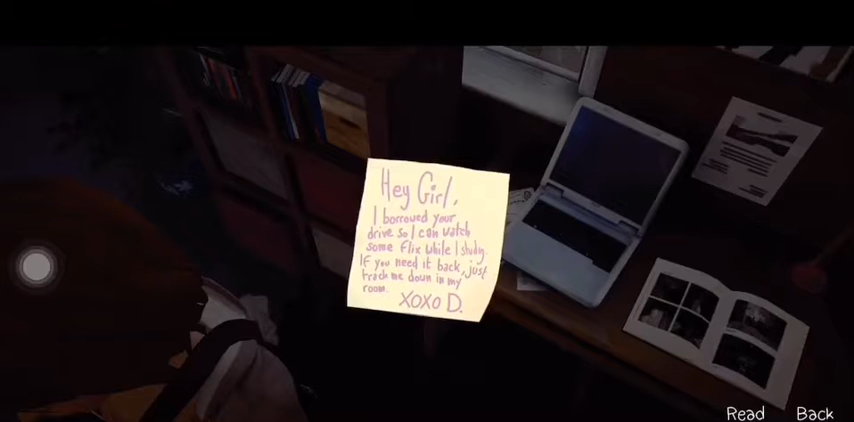 Hey Girl,
I borrowed your
drive so I can watch
some Flix while I study.
If you need it back, just
track me down in my
room.
XOXO D.
Read Back